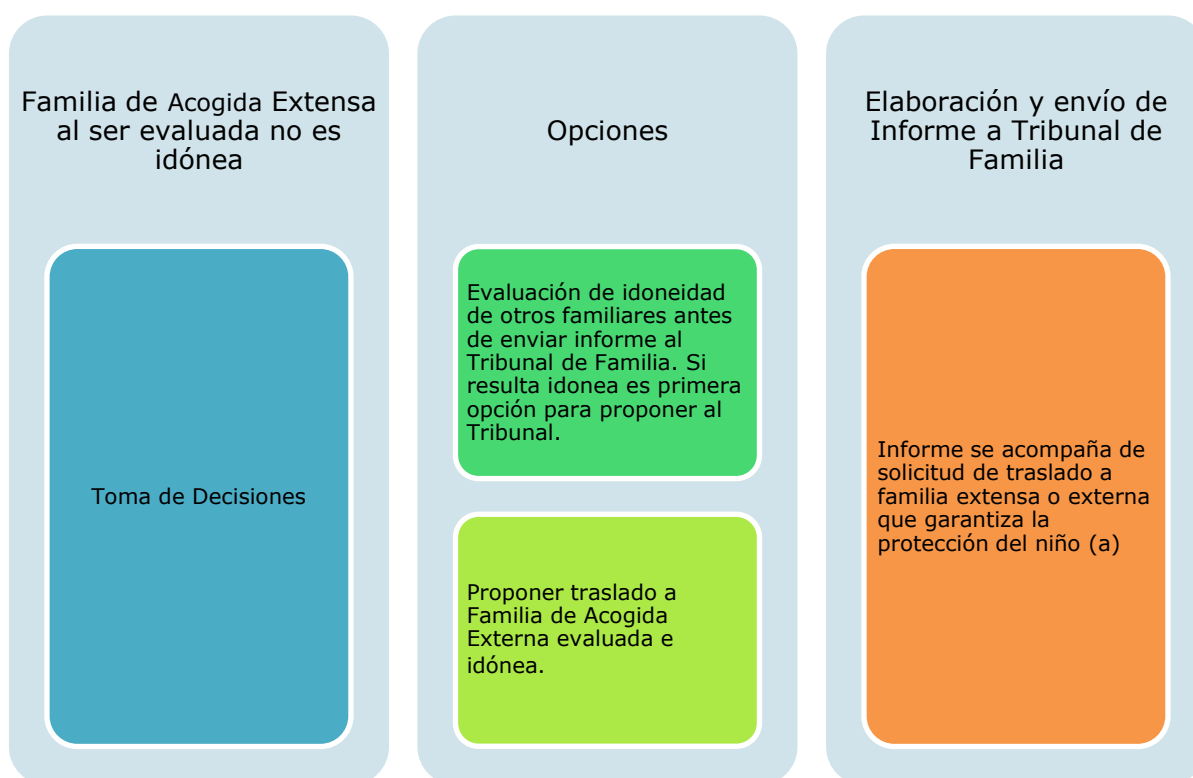 Familia de Acogida Extensa
al ser evaluada no es
idónea
Toma de Decisiones
Opciones
Evaluación de idoneidad
de otros familiares antes
de enviar informe al
Tribunal de Familia. Si
resulta idonea es primera
opción para proponer al
Tribunal.
Proponer traslado a
Familia de Acogida
Externa evaluada e
idónea.
Elaboración y envío de
Informe a Tribunal de
Familia
Informe se acompaña de
solicitud de traslado a
familia extensa o externa
que garantiza la
protección del niño (a)